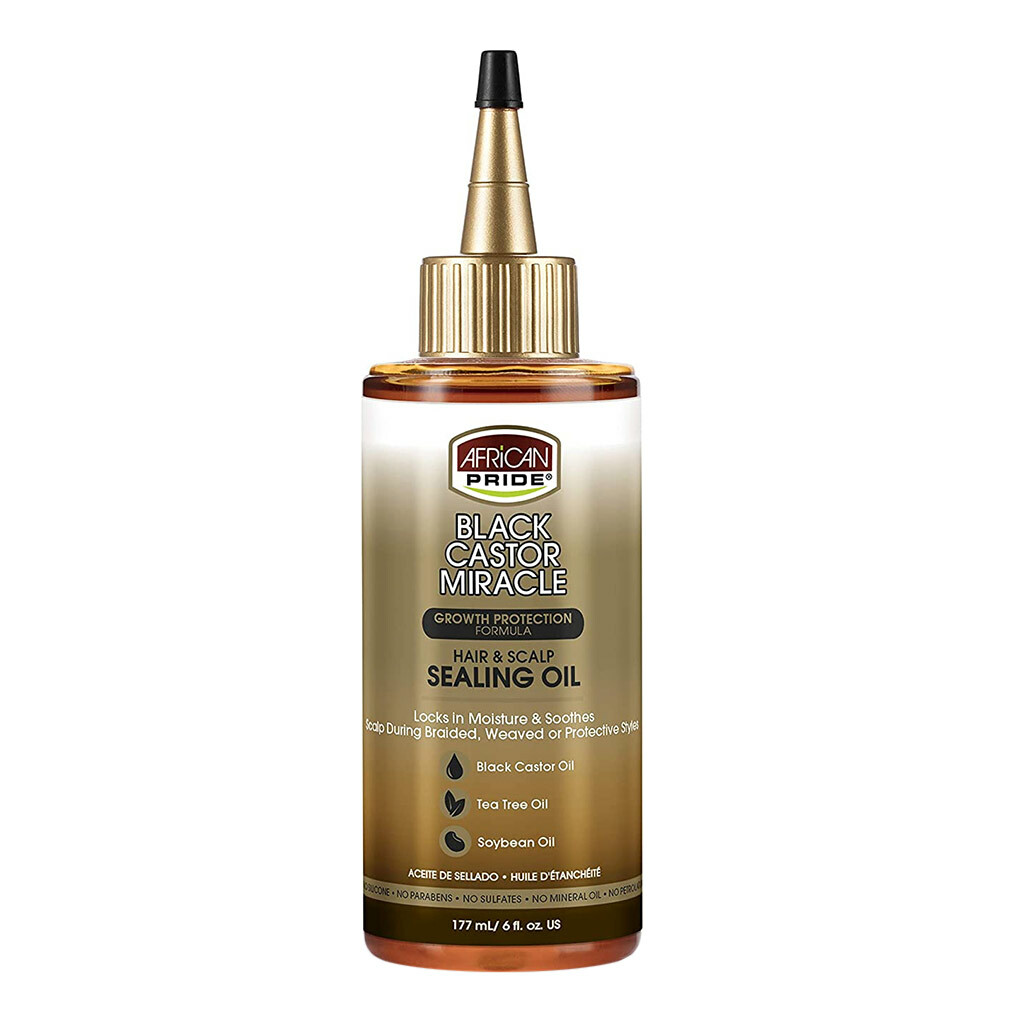 AFRiCAN
PRIDE®
BLACK
CASTOR
MIRACLE
GROWTH PROTECTION
FORMULA
HAIR & SCALP
SEALING OIL
Locks in Moisture & Soothes
Scalp During Braided, Weaved or Protective Styles
Black Castor Oil
Tea Tree Oil
Soybean Oil
ACEITE DE SELLADO • HUILE D'ÉTANCHÉITÉ
SILICONE • NO PARABENS • NO SULFATES • NO MINERAL OIL • NO
177 mL/ 6 fl. oz. US